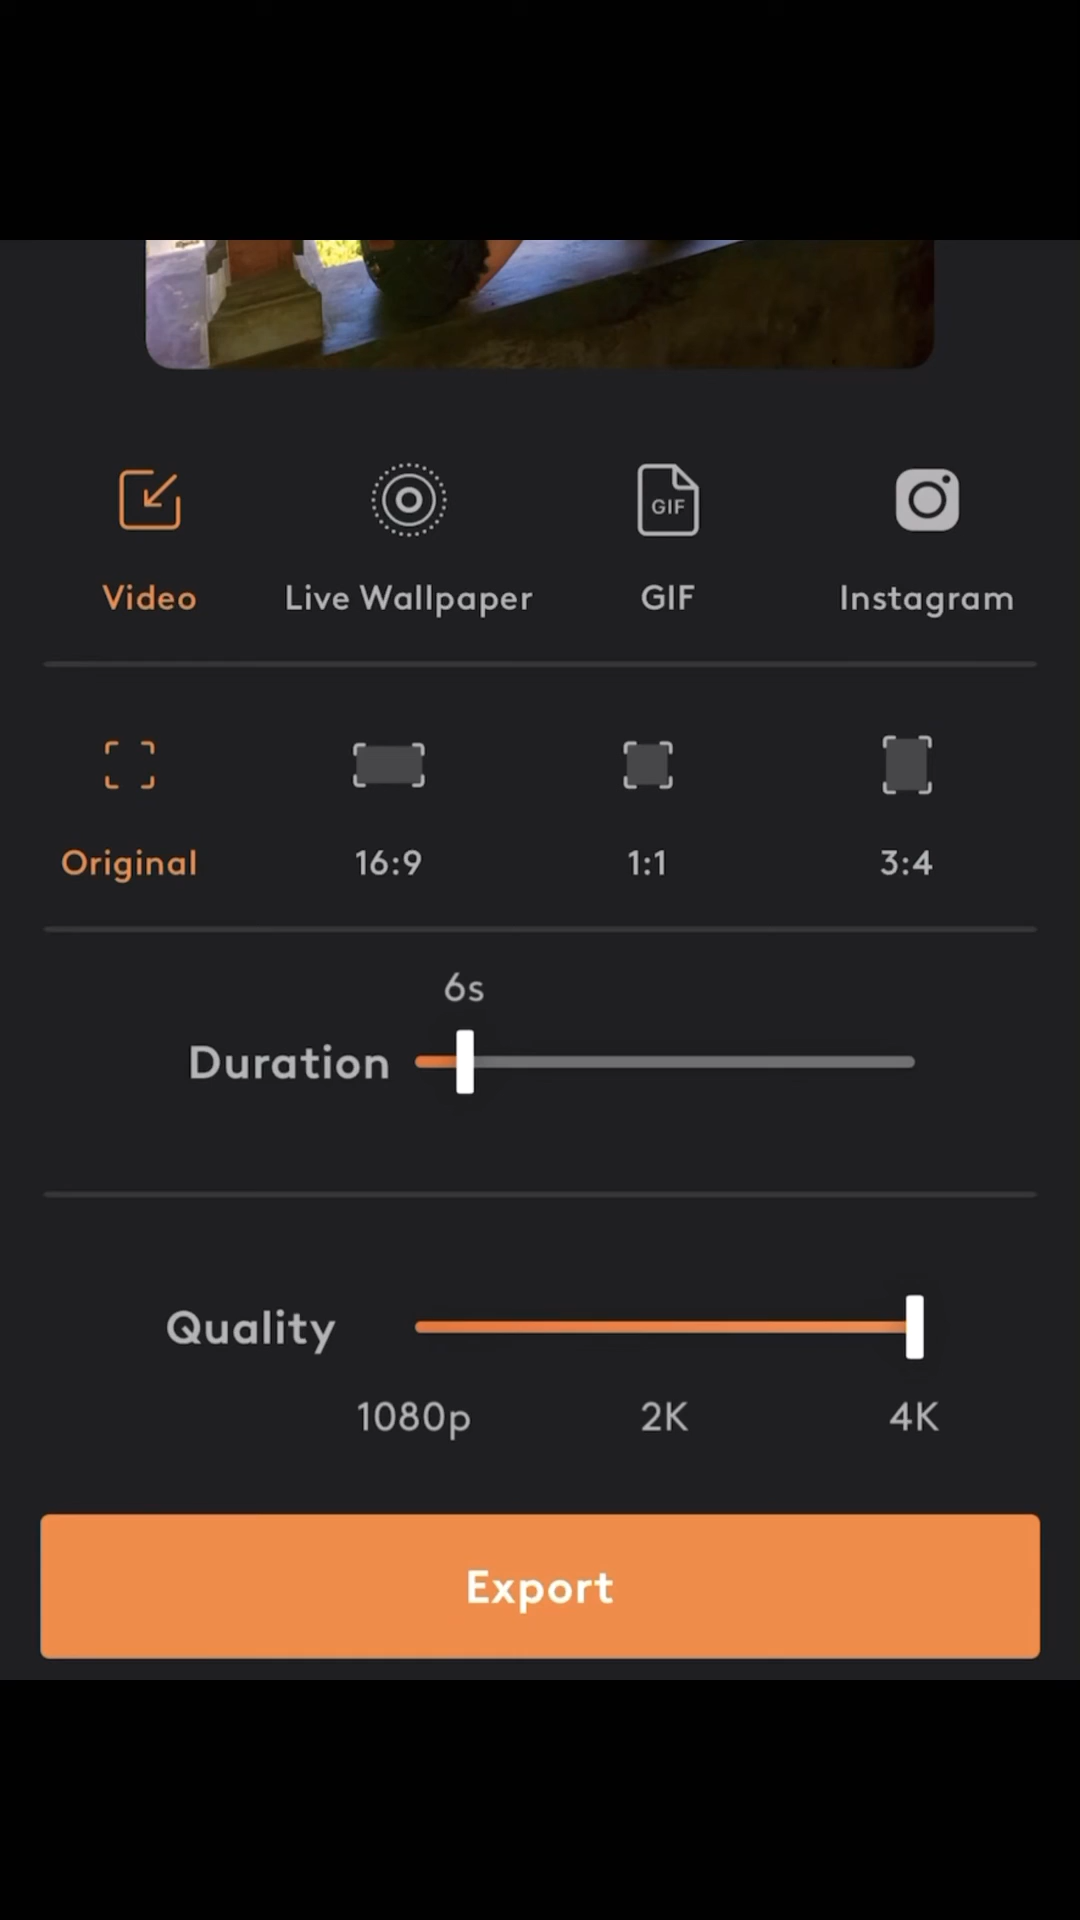 GIF
Video
Live Wallpaper
GIF
Instagram
Original
16:9
1:1
3:4
6s
Duration
Quality
1080p
2K
4K
Export